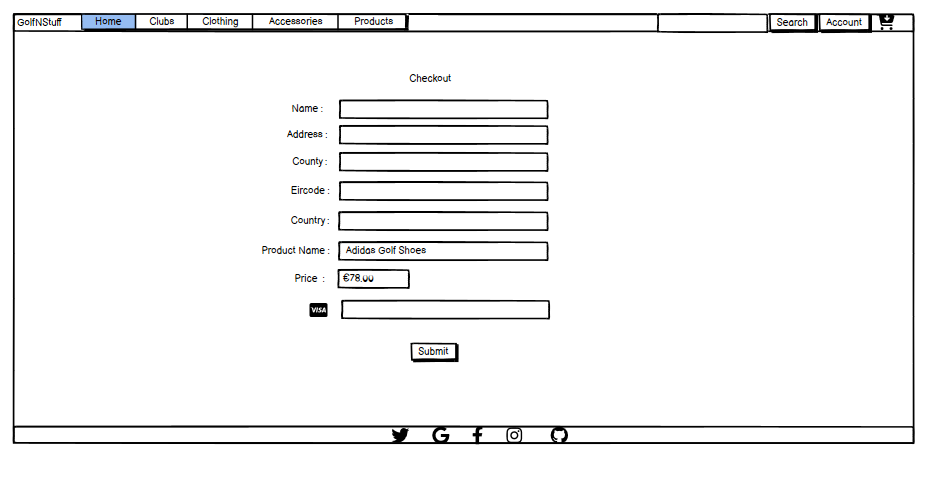 GolfNStuff Home Clubs Clothing Accessories Products Search Account
Checkout
Name :
Address :
County :
Eircode :
Country :
Product Name : Adidas Golf Shoes
Price : €78.00
VISA
Submit